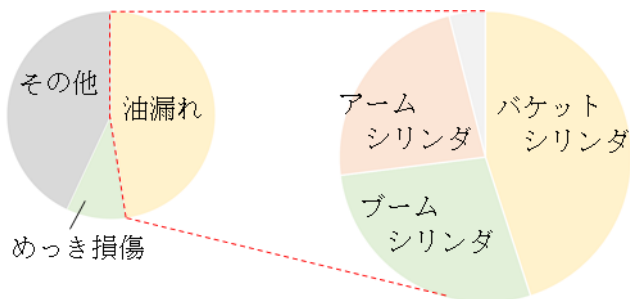 その他
油漏れ
めっき損傷
アーム
シリンダ
バケット
シリンダ
ブーム
シリンダ